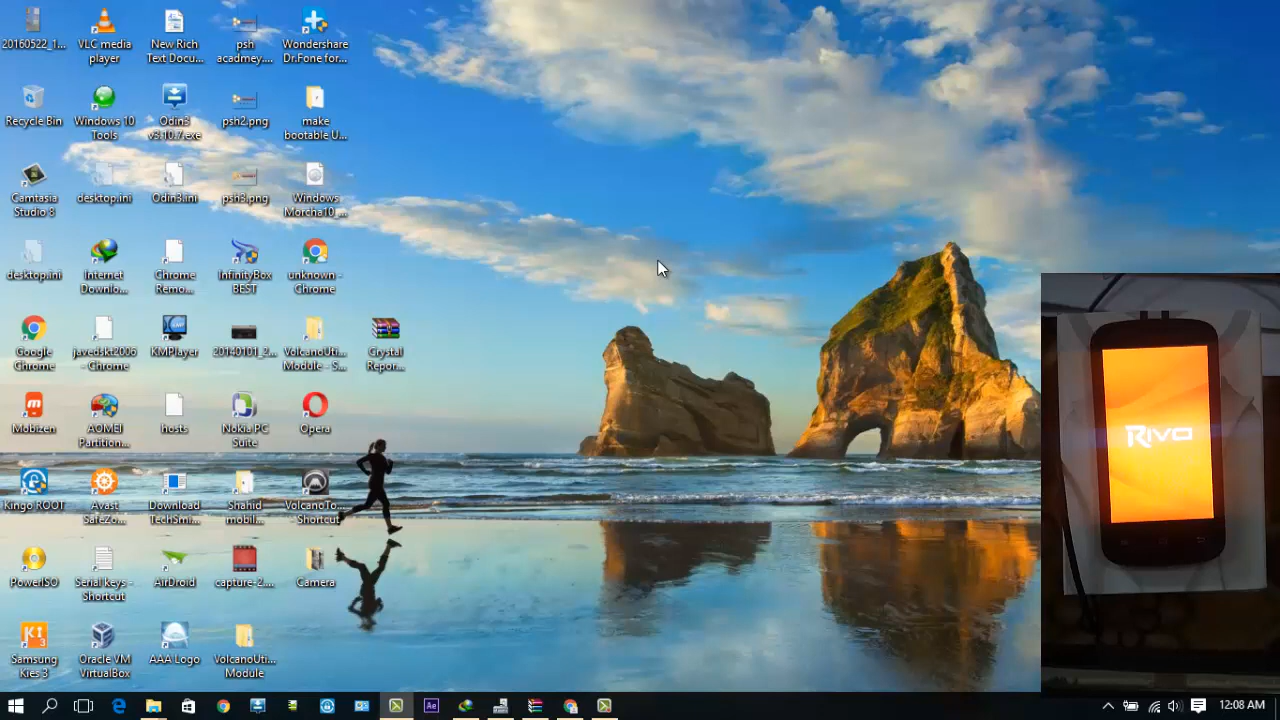 20160522_1...
VLC media
player
New Rich
Text Docu...
psh
acadmey....
Wondershare
Dr.Fone for...
Recycle Bin
Windows 10
Tools
Odin3
v3.10.7.exe
psh2.png
make
bootable U...
Camtasia
Studio 8
desktop.ini
Odin3.ini
psh3.png
Windows
Morcha10_...
desktop.ini
Internet
Downlo...
Chrome
Remo...
InfinityBox
BEST
unknown -
Chrome
Google
Chrome
javedskt2006
- Chrome
KMPlayer
20140101_2...
VolcanoUti...
Module - S...
Crystal
Repor...
Mobizen
AOMEI
Partition...
hosts
Nokia PC
Suite
Opera
Kingo ROOT
Avast
SafeZo...
Download
TechSmi...
Shahid
mobil...
VolcanoTo...
- Shortcut
PowerISO
Serial keys -
Shortcut
AirDroid
capture-2....
Camera
Samsung
Kies 3
Oracle VM
VirtualBox
AAA Logo
VolcanoUti...
Module
Rivo
12:08 AM